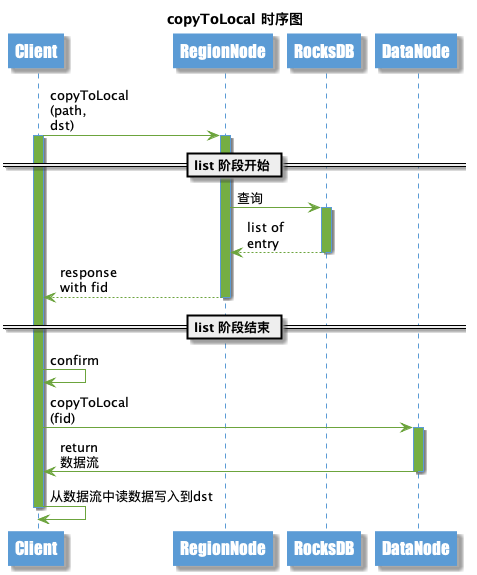 copyToLocal 时序图
Client RegionNode RocksDB DataNode
copyToLocal
(path,
dst)
list 阶段开始
查询
list of
entry
response
with fid
list 阶段结束
confirm
copyToLocal
(fid)
return
数据流
从数据流中读数据写入到dst
Client RegionNode RocksDB DataNode